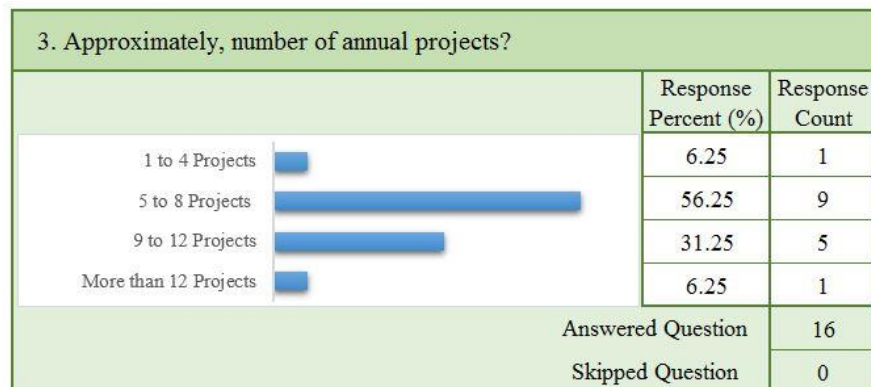 3. Approximately, number of annual projects?
Response Percent (%)
Response Count
1 to 4 Projects 6.25 1
5 to 8 Projects 56.25 9
9 to 12 Projects 31.25 5
More than 12 Projects 6.25 1
Answered Question 16
Skipped Question 0